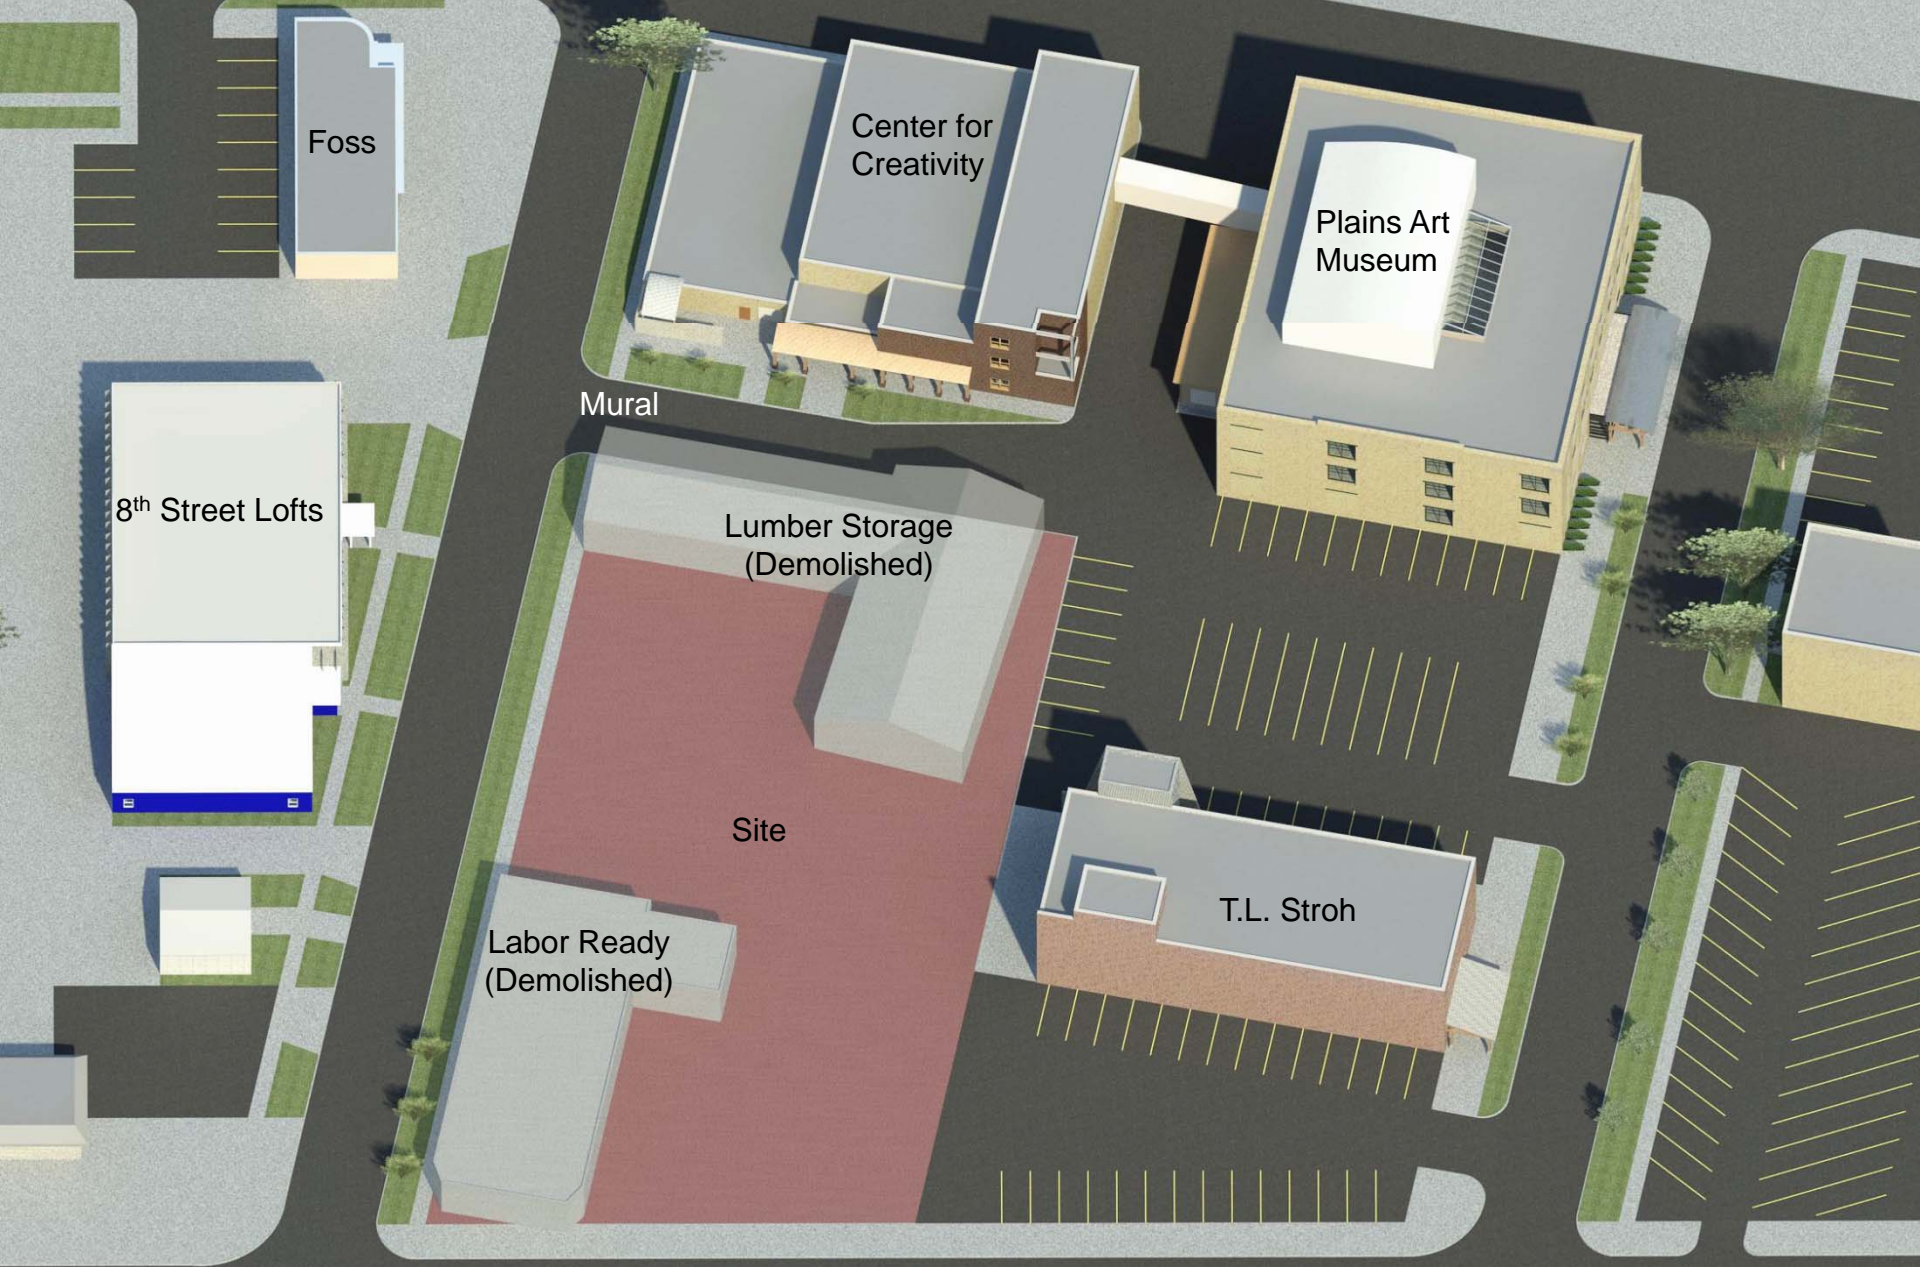 Foss
Center for
Creativity
Plains Art
Museum
Mural
8th Street Lofts
Lumber Storage
(Demolished)
Site
T.L. Stroh
Labor Ready
(Demolished)